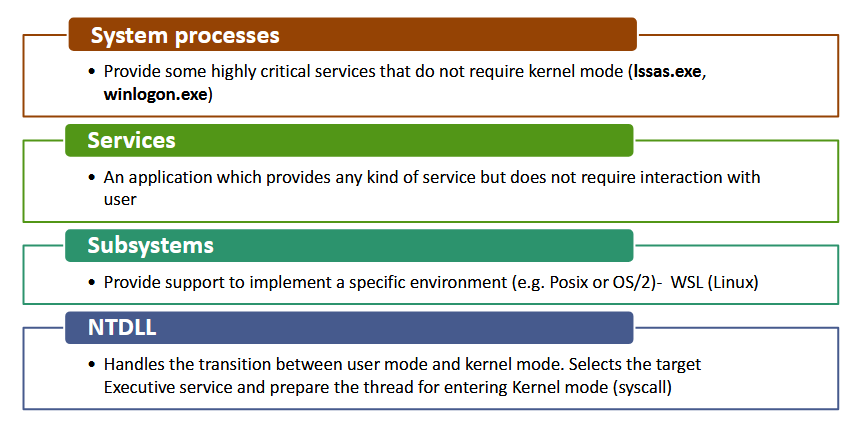 System processes
• Provide some highly critical services that do not require kernel mode (lssas.exe,
winlogon.exe)
Services
• An application which provides any kind of service but does not require interaction with
user
Subsystems
• Provide support to implement a specific environment (e.g. Posix or OS/2)- WSL (Linux)
NTDLL
• Handles the transition between user mode and kernel mode. Selects the target
Executive service and prepare the thread for entering Kernel mode (syscall)